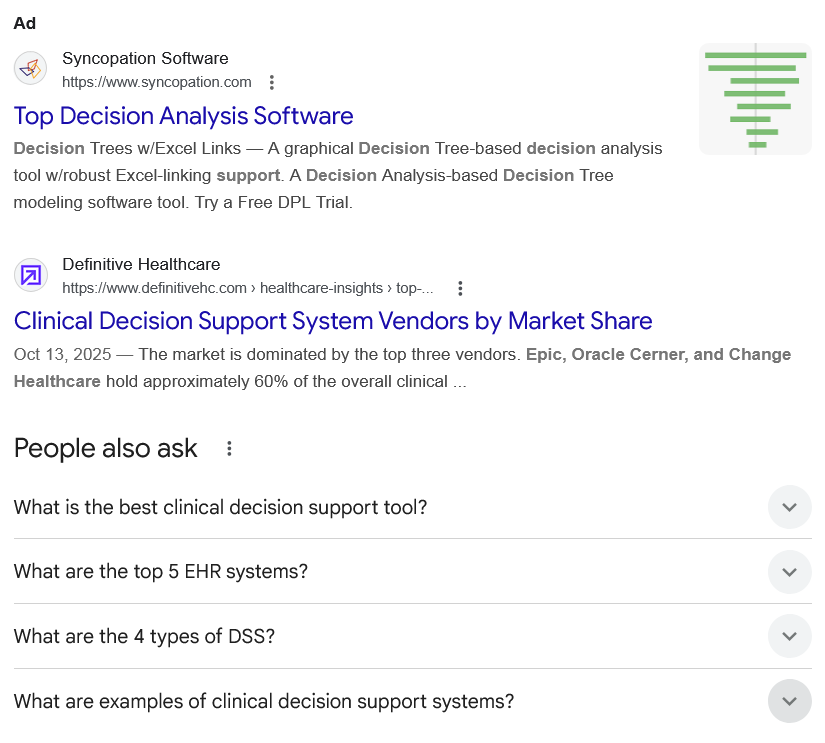 Ad
Syncopation Software
https://www.syncopation.com
Top Decision Analysis Software
Decision Trees w/Excel Links — A graphical Decision Tree-based decision analysis
tool w/robust Excel-linking support. A Decision Analysis-based Decision Tree
modeling software tool. Try a Free DPL Trial.
Definitive Healthcare
https://www.definitivehc.com › healthcare-insights › top-...
Clinical Decision Support System Vendors by Market Share
Oct 13, 2025 — The market is dominated by the top three vendors. Epic, Oracle Cerner, and Change
Healthcare hold approximately 60% of the overall clinical ...
People also ask
What is the best clinical decision support tool?
What are the top 5 EHR systems?
What are the 4 types of DSS?
What are examples of clinical decision support systems?